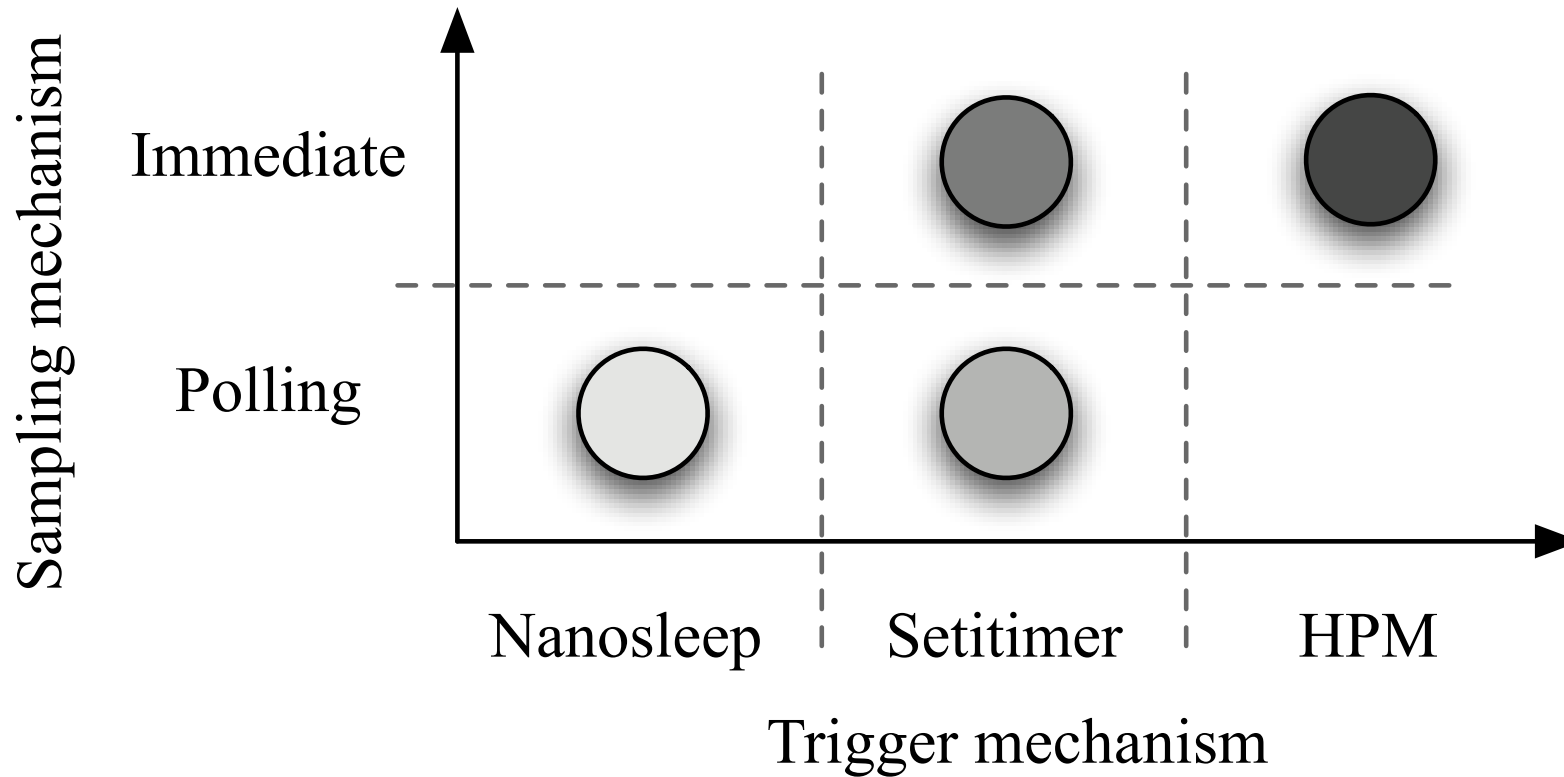 Sampling mechanism
Immediate
Polling
Nanosleep
Setitimer
HPM
Trigger mechanism